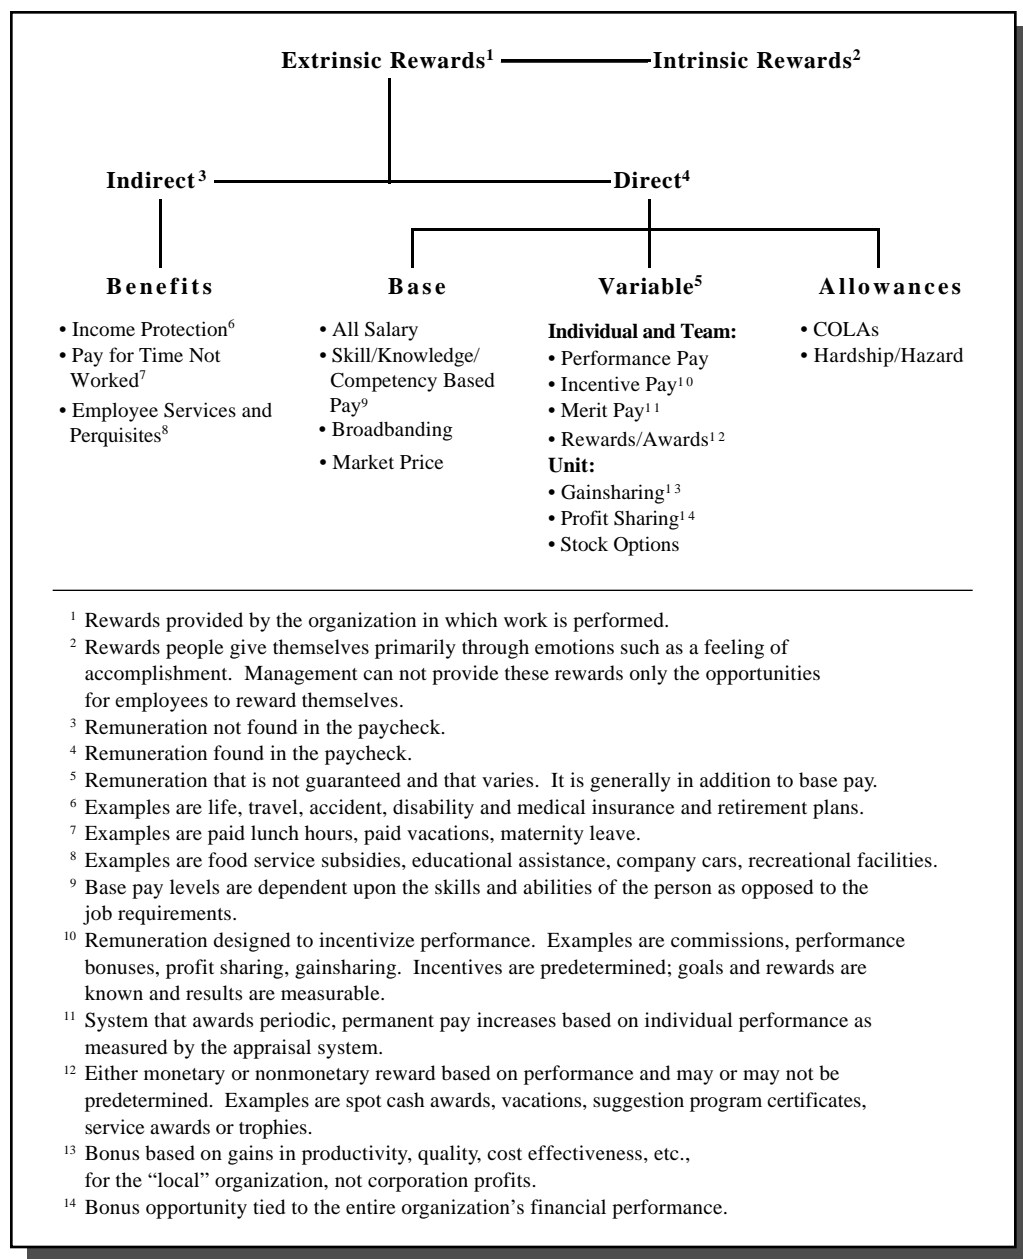 Extrinsic Rewards¹ Intrinsic Rewards²
Indirect³ Direct⁴
Benefits Base Variable⁵ Allowances
• Income Protection⁶
• Pay for Time Not
Worked⁷
• Employee Services and
Perquisites⁸
• All Salary
• Skill/Knowledge/
Competency Based
Pay⁹
• Broadbanding
• Market Price
Individual and Team:
• Performance Pay
• Incentive Pay¹⁰
• Merit Pay¹¹
• Rewards/Awards¹²
Unit:
• Gainsharing¹³
• Profit Sharing¹⁴
• Stock Options
• COLAs
• Hardship/Hazard
¹ Rewards provided by the organization in which work is performed.
² Rewards people give themselves primarily through emotions such as a feeling of
accomplishment. Management can not provide these rewards only the opportunities
for employees to reward themselves.
³ Remuneration not found in the paycheck.
⁴ Remuneration found in the paycheck.
⁵ Remuneration that is not guaranteed and that varies. It is generally in addition to base pay.
⁶ Examples are life, travel, accident, disability and medical insurance and retirement plans.
⁷ Examples are paid lunch hours, paid vacations, maternity leave.
⁸ Examples are food service subsidies, educational assistance, company cars, recreational facilities.
⁹ Base pay levels are dependent upon the skills and abilities of the person as opposed to the
job requirements.
¹⁰ Remuneration designed to incentivize performance. Examples are commissions, performance
bonuses, profit sharing, gainsharing. Incentives are predetermined; goals and rewards are
known and results are measurable.
¹¹ System that awards periodic, permanent pay increases based on individual performance as
measured by the appraisal system.
¹² Either monetary or nonmonetary reward based on performance and may or may not be
predetermined. Examples are spot cash awards, vacations, suggestion program certificates,
service awards or trophies.
¹³ Bonus based on gains in productivity, quality, cost effectiveness, etc.,
for the “local” organization, not corporation profits.
¹⁴ Bonus opportunity tied to the entire organization’s financial performance.